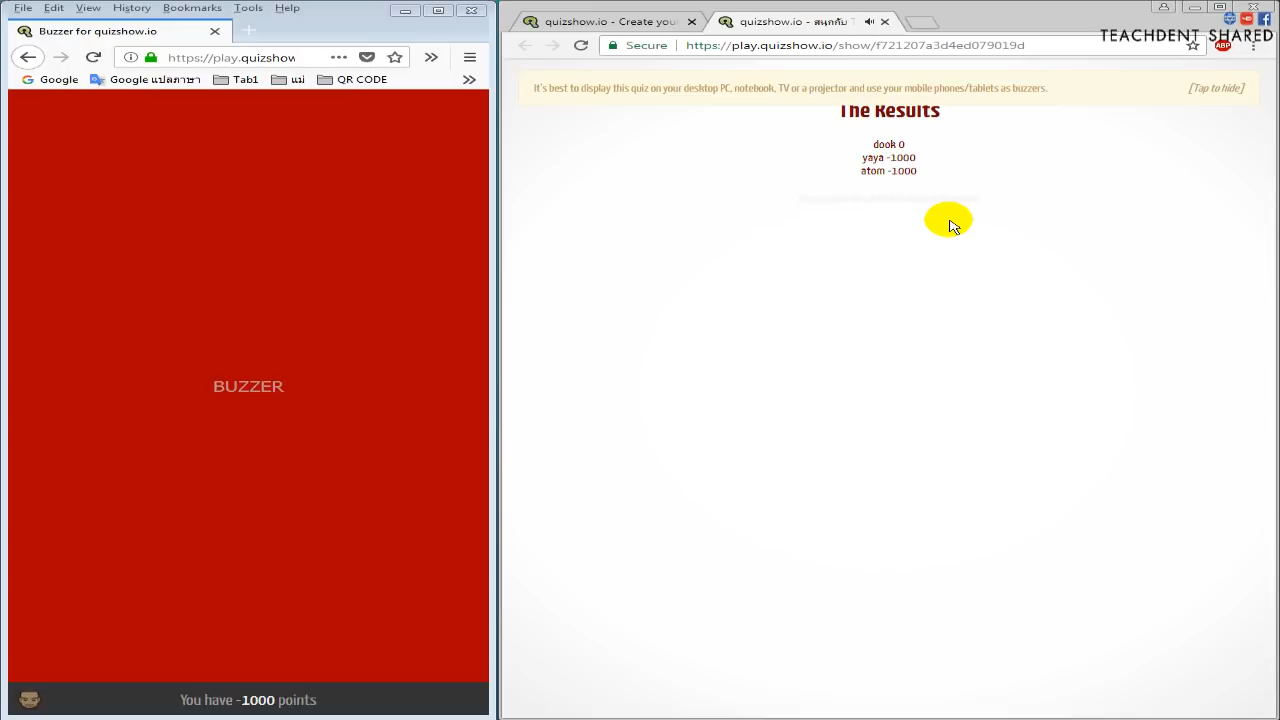 File Edit View History Bookmarks Tools Help
Buzzer for quizshow.io
https://play.quizshow
Google Google แปลภาษา Tab1 แม่ QR CODE
BUZZER
You have -1000 points
quizshow.io - Create your
quizshow.io - สนุกกับ
TEACHDENT SHARED
Secure https://play.quizshow.io/show/f721207a3d4ed079019d
ABP
It's best to display this quiz on your desktop PC, notebook, TV or a projector and use your mobile phones/tablets as buzzers. [Tap to hide]
The Results
dook 0
yaya -1000
atom -1000